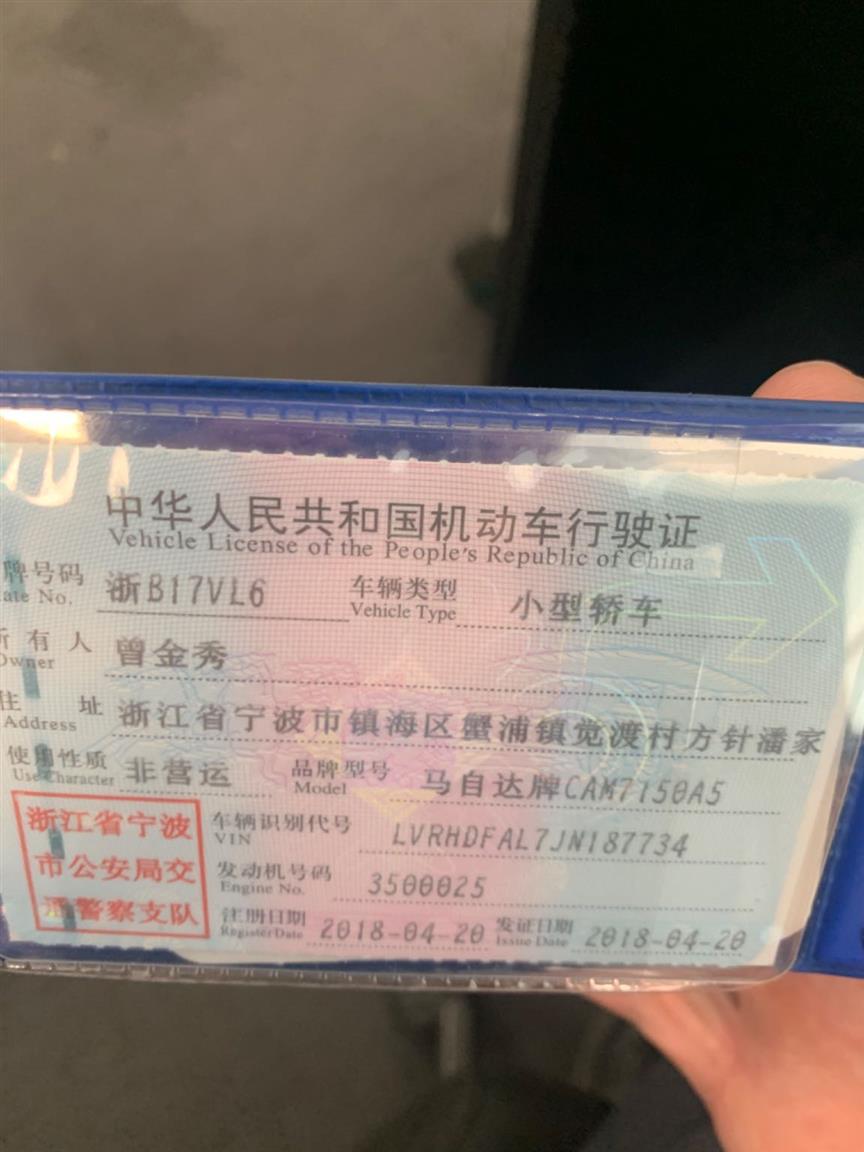 中华人民共和国机动车行驶证
Vehicle License of the People's Republic of China
牌号码 浙B17VL6 车辆类型 小型轿车
ate No. Vehicle Type
所有人 曾金秀
Owner
住址 浙江省宁波市镇海区蟹浦镇觉渡村方针潘家
Address
使用性质 非营运 品牌型号 马自达牌CAM7150A5
Use Character Model
浙江省宁波
市公安局交
通警察支队
车辆识别代号 LVRHDFAL7JN187734
VIN
发动机号码 3500025
Engine No.
注册日期 2018-04-20 发证日期 2018-04-20
Register Date Issue Date